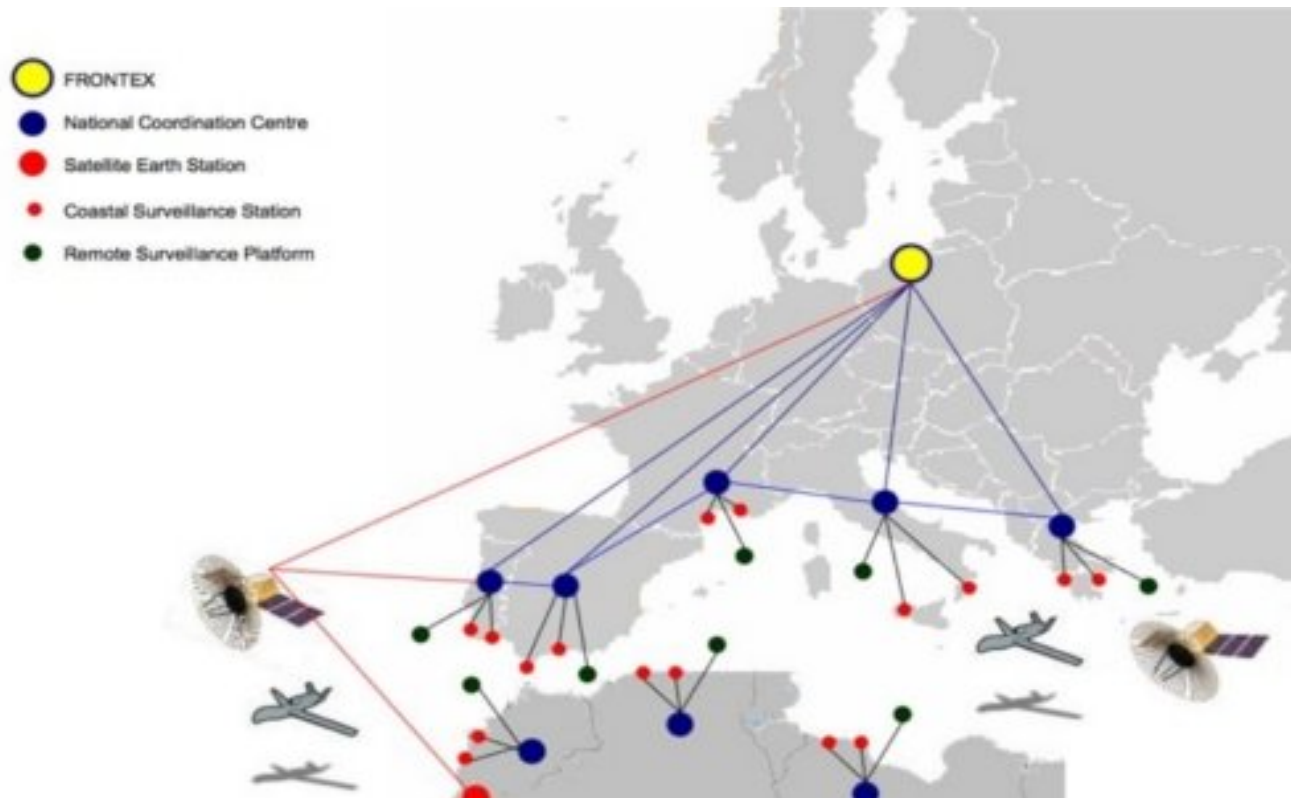 FRONTEX
National Coordination Centre
Satellite Earth Station
Coastal Surveillance Station
Remote Surveillance Platform